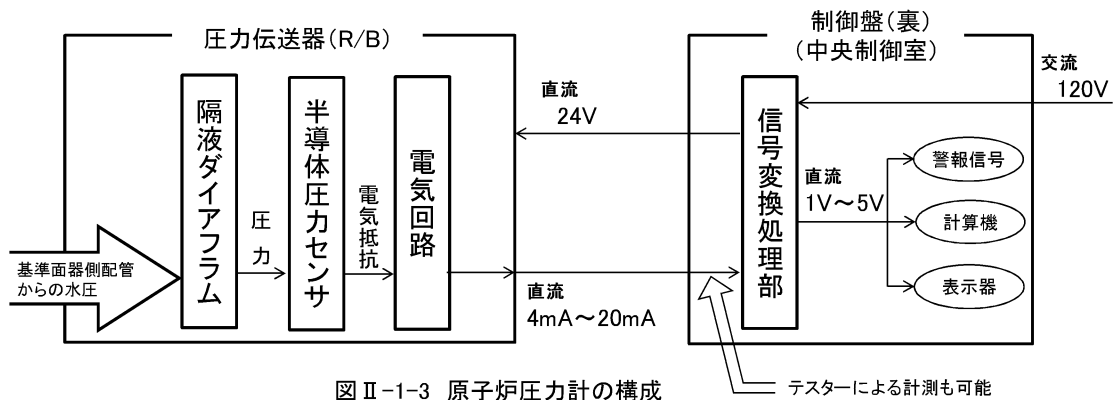 圧力伝送器(R/B)
隔液ダイアフラム
半導体圧力センサ
電気回路
圧力
電気抵抗
基準面器側配管
からの水圧
直流
24V
直流
4mA～20mA
制御盤(裏)
(中央制御室)
交流
120V
信号変換処理部
直流
1V～5V
警報信号
計算機
表示器
テスターによる計測も可能
図Ⅱ-1-3 原子炉圧力計の構成